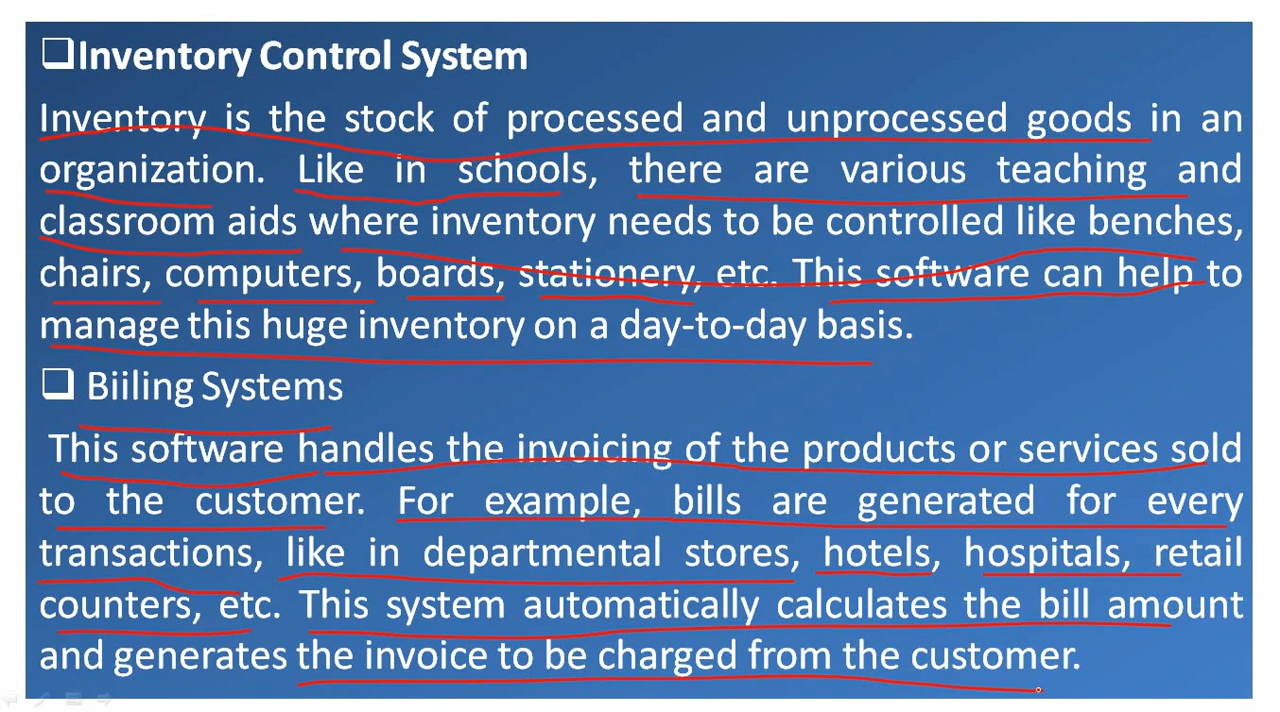 ❑Inventory Control System
Inventory is the stock of processed and unprocessed goods in an
organization. Like in schools, there are various teaching and
classroom aids where inventory needs to be controlled like benches,
chairs, computers, boards, stationery, etc. This software can help to
manage this huge inventory on a day-to-day basis.
❑ Biiling Systems
This software handles the invoicing of the products or services sold
to the customer. For example, bills are generated for every
transactions, like in departmental stores, hotels, hospitals, retail
counters, etc. This system automatically calculates the bill amount
and generates the invoice to be charged from the customer.